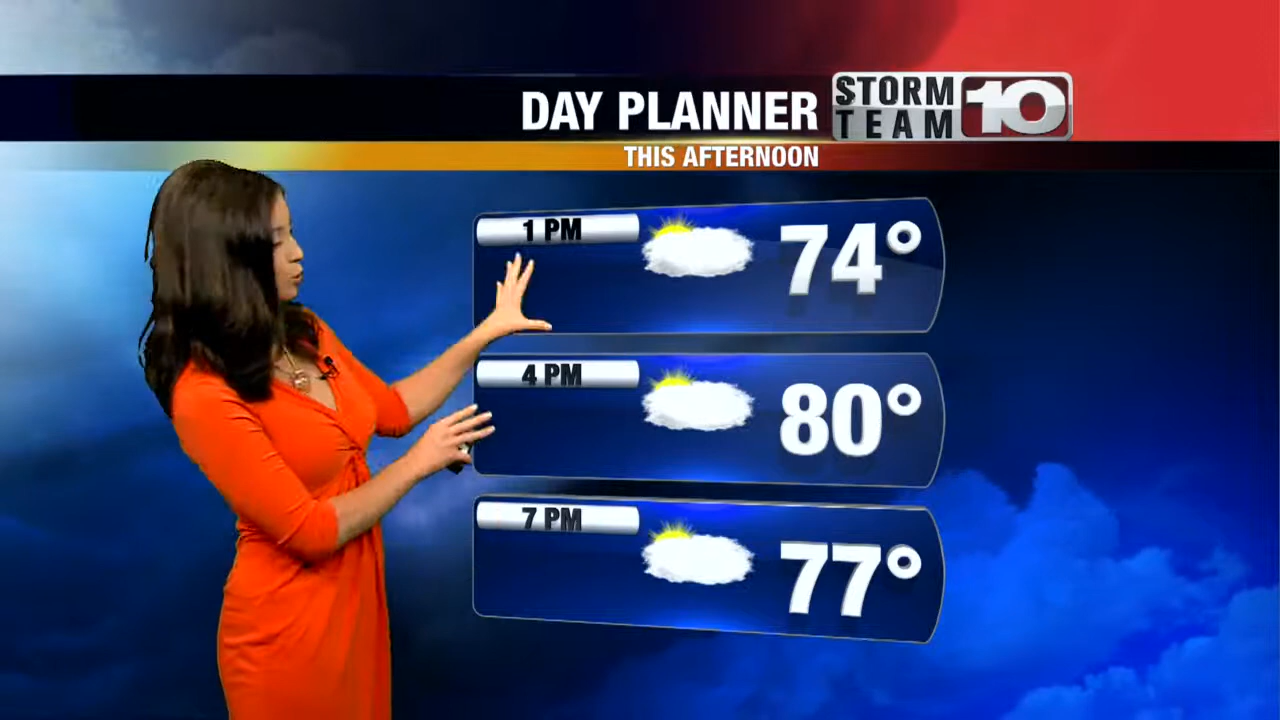 DAY PLANNER
STORM
TEAM
10
THIS AFTERNOON
1 PM
74°
4 PM
80°
7 PM
77°